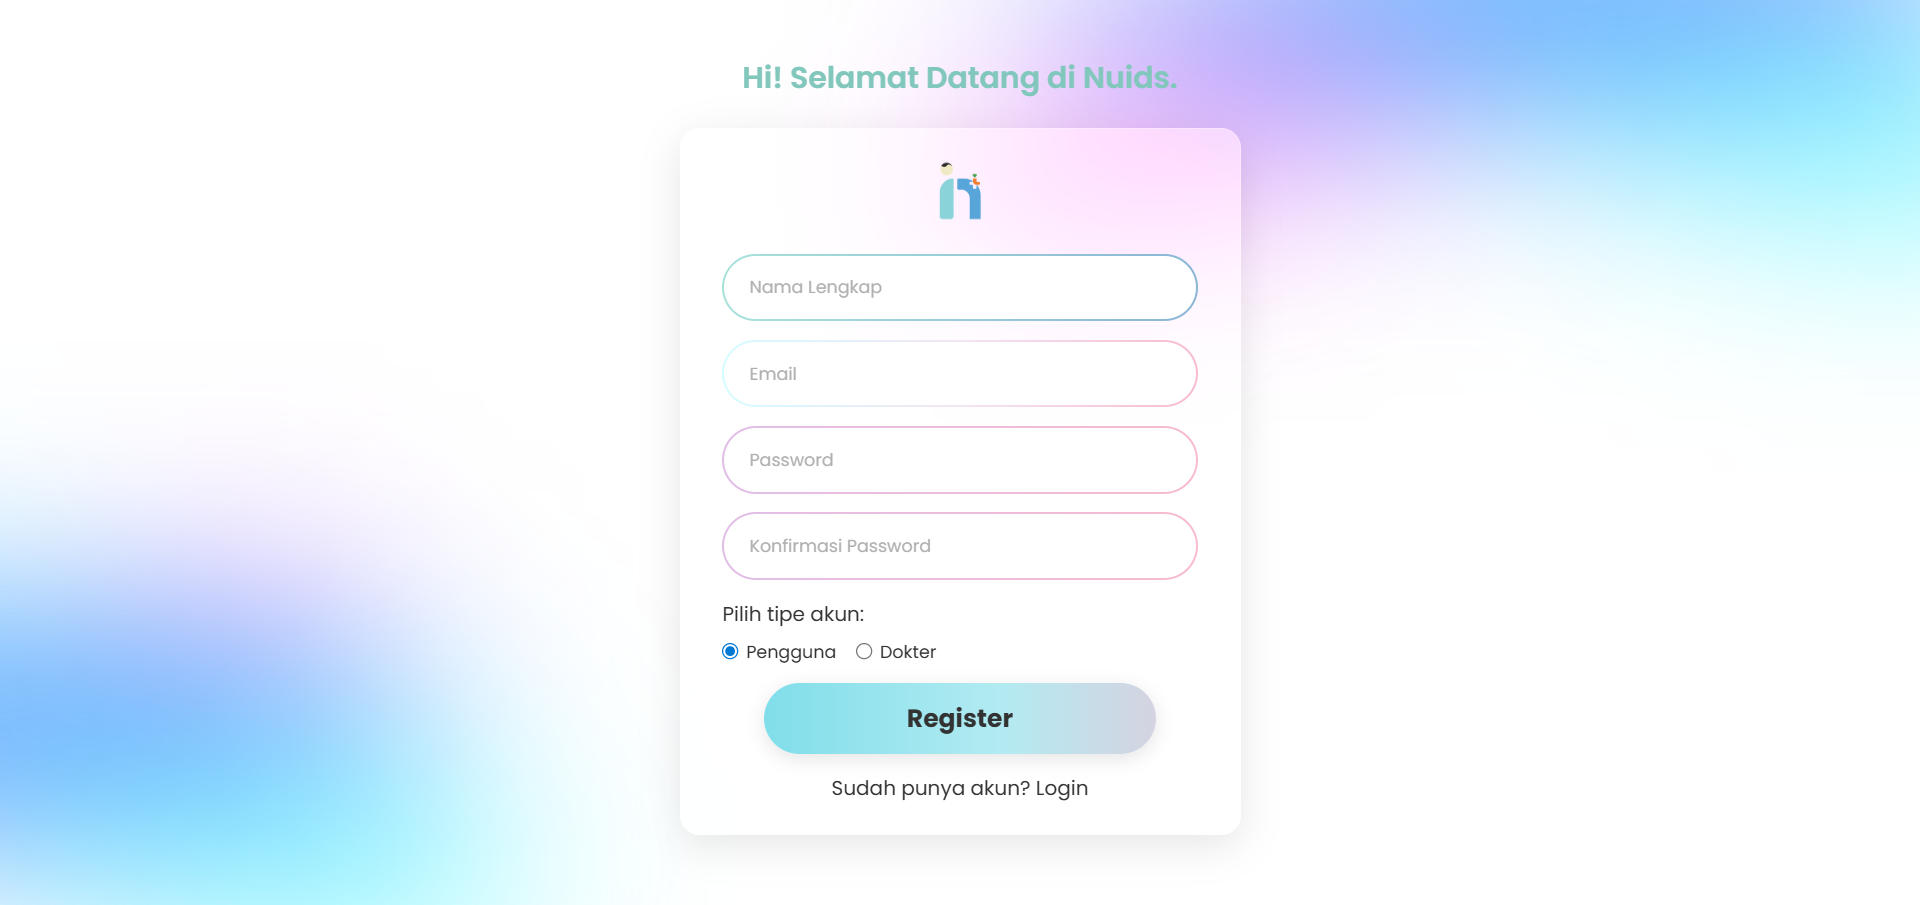 Hi! Selamat Datang di Nuids.
Nama Lengkap
Email
Password
Konfirmasi Password
Pilih tipe akun:
Pengguna Dokter
Register
Sudah punya akun? Login